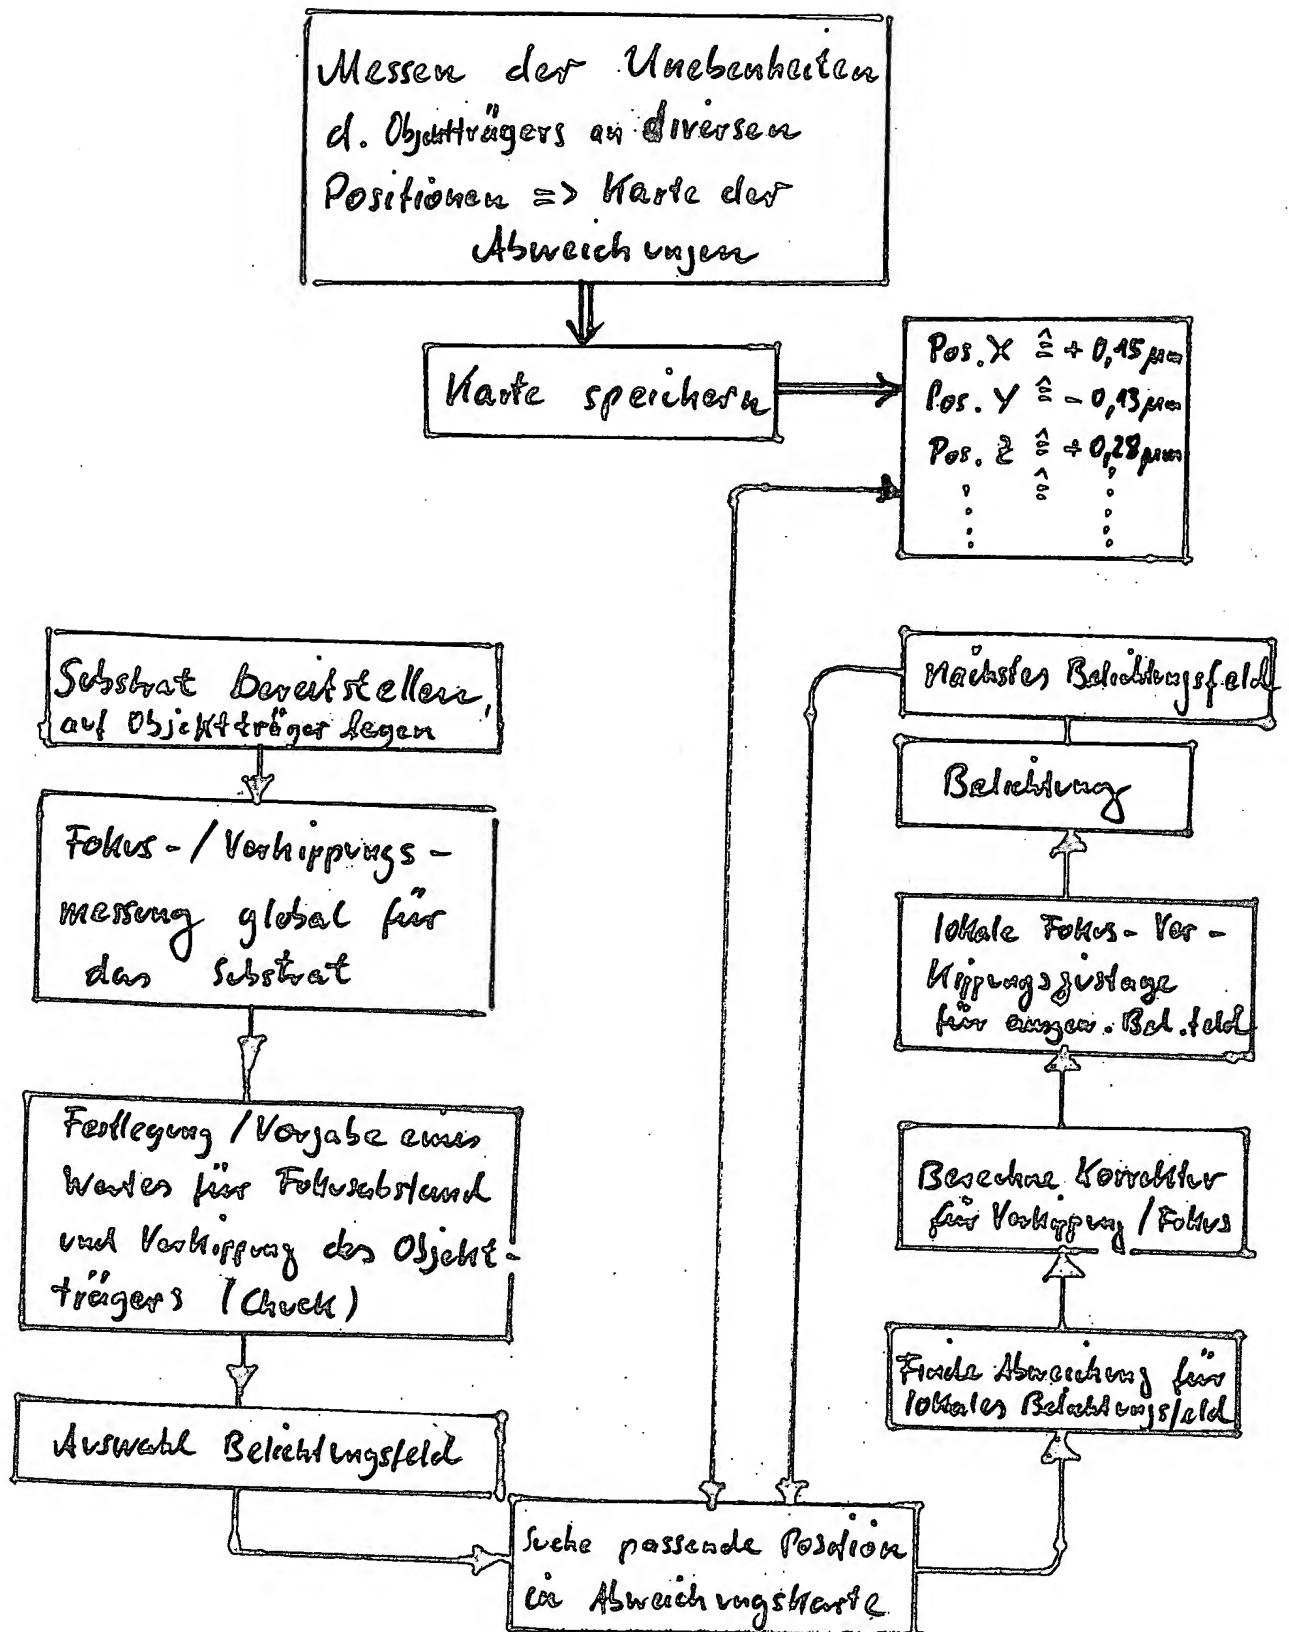 Messen der Unebenheiten
d. Objektträgers an diversen
Positionen => Karte der
Abweichungen
Karte speichern
Pos. X ≙ + 0,15 µm
Pos. Y ≙ - 0,13 µm
Pos. Z ≙ + 0,28 µm
≙
Substrat bereitstellen,
auf Objektträger legen
Fokus-/Verkippungs-
messung global für
das Substrat
Festlegung / Vorgabe eines
Wertes für Fokusabstand
und Verkippung des Objekt-
trägers (Chuck)
Auswahl Belichtungsfeld
Suche passende Position
in Abweichungskarte
Finde Abweichung für
lokales Belichtungsfeld
Berechne Korrektur
für Verkippung / Fokus
lokale Fokus-Ver-
kippungsjustage
für ausgew. Bel.feld
Belichtung
nächstes Belichtungsfeld